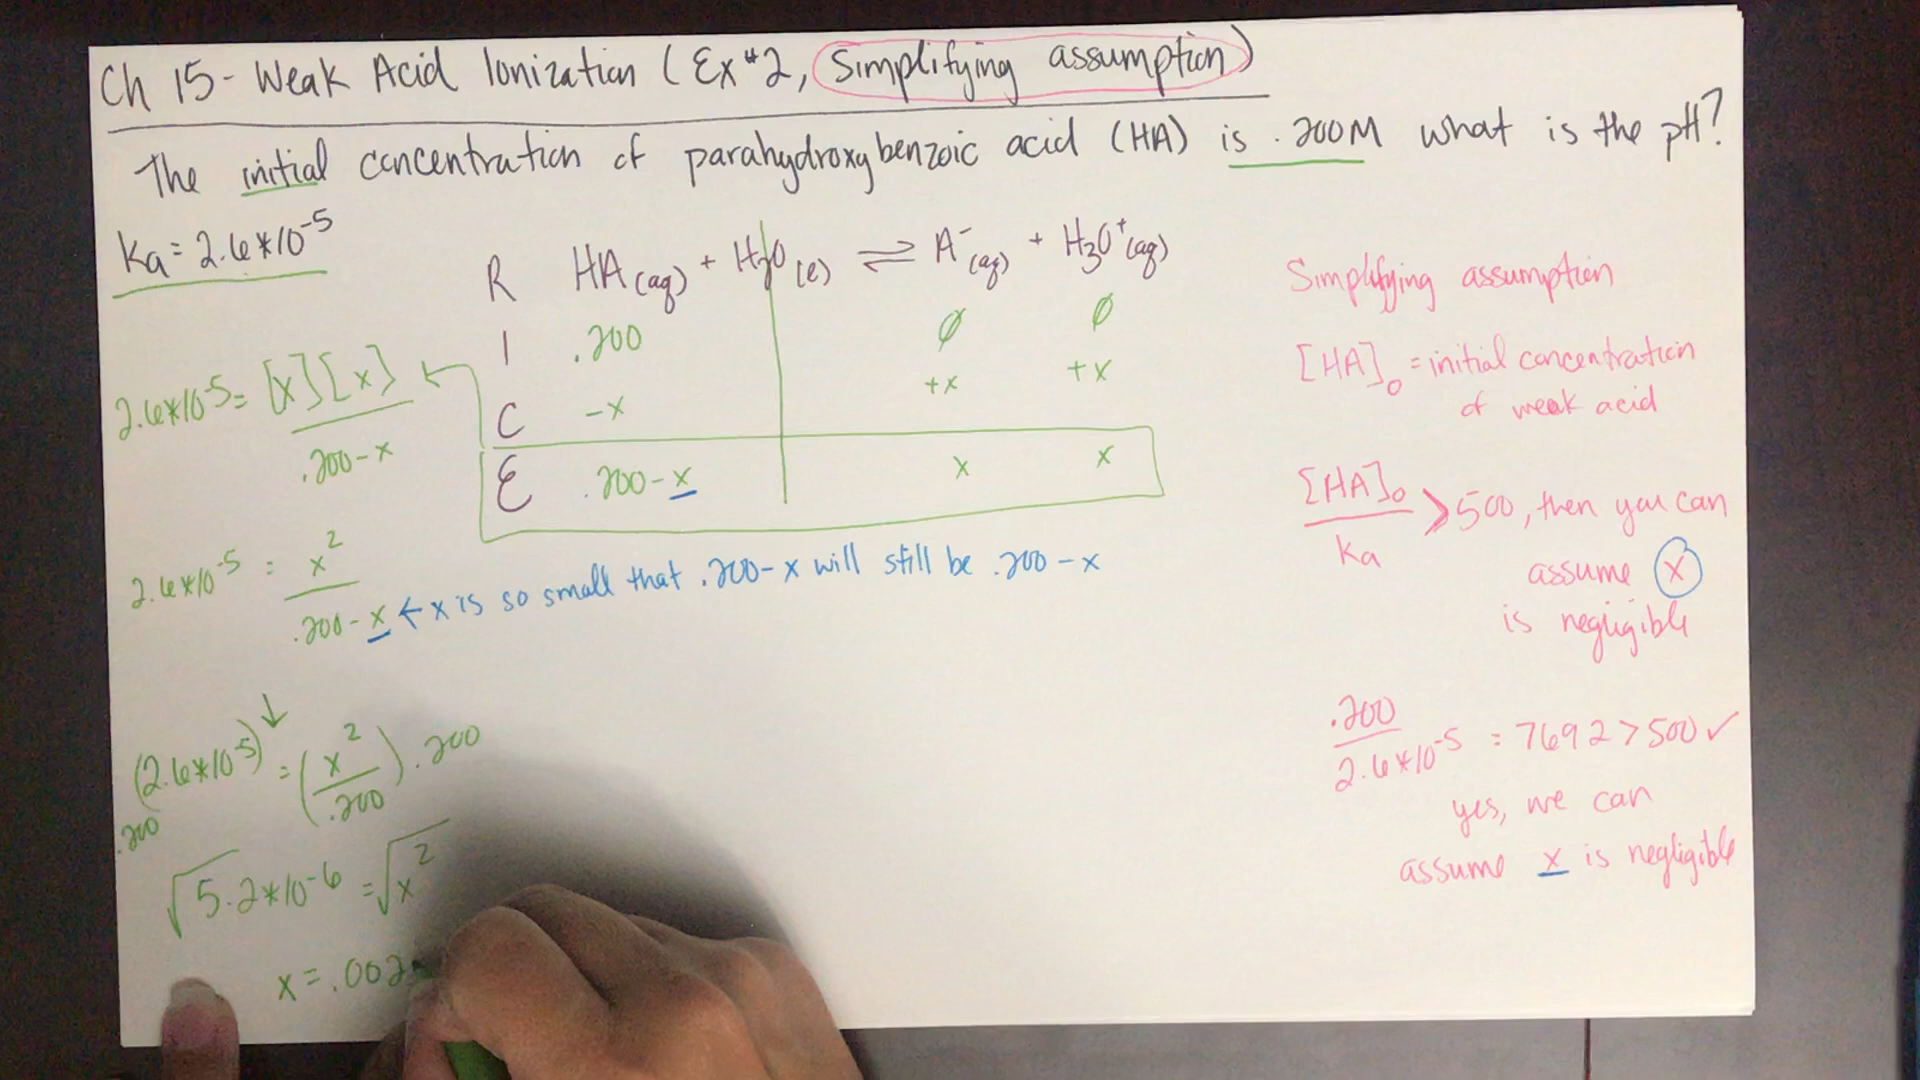 Ch 15 - Weak Acid Ionization (Ex #2, Simplifying assumption)
The initial concentration of parahydroxybenzoic acid (HA) is .200M what is the pH?
Ka = 2.6*10⁻⁵
R HA(aq) + H₂O(l) ⇌ A⁻(aq) + H₃O⁺(aq)
I .200 ∅ ∅
C -x +x +x
E .200-x x x
2.6*10⁻⁵ = [x][x]
.200-x
2.6*10⁻⁵ = x²
.200-x ← x is so small that .200-x will still be .200-x
(2.6*10⁻⁵) = (x²/.200) .200
.200
√5.2*10⁻⁶ = √x²
x = .002
Simplifying assumption
[HA]₀ = initial concentration
of weak acid
[HA]₀ > 500, then you can
Ka
assume x
is negligible
.200
2.6*10⁻⁵ = 7692 > 500 ✓
yes, we can
assume x is negligible